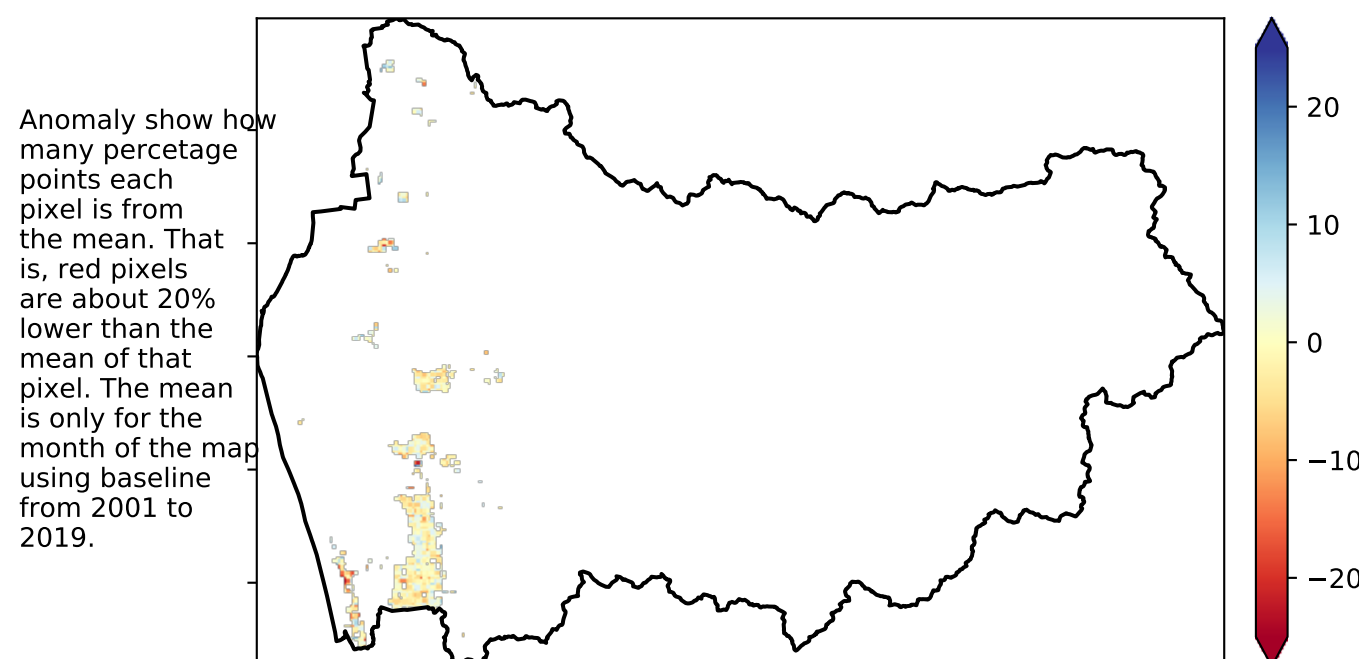 Anomaly show how
many percetage
points each
pixel is from
the mean. That
is, red pixels
are about 20%
lower than the
mean of that
pixel. The mean
is only for the
month of the map
using baseline
from 2001 to
2019.
20
10
0
−10
−20